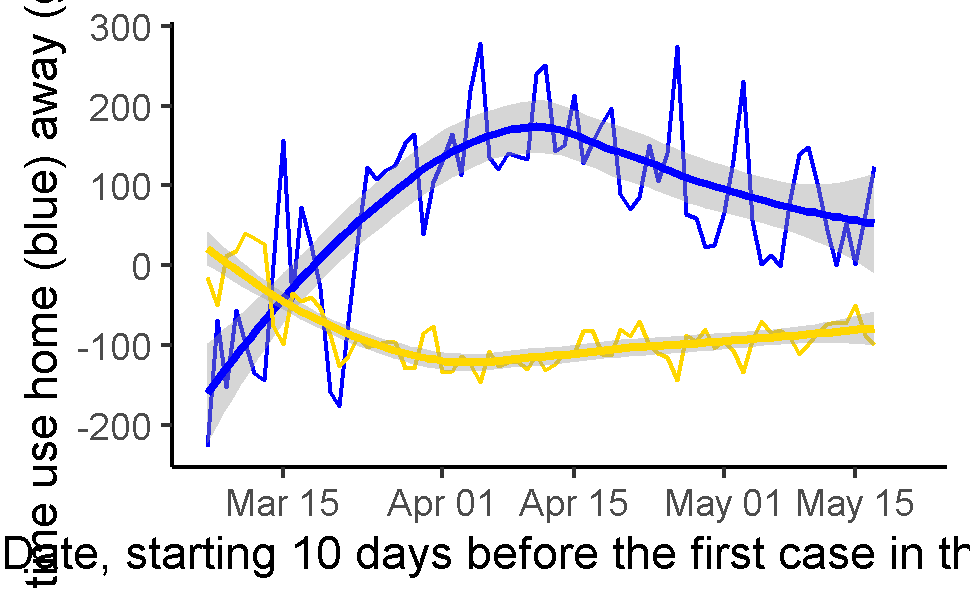 time use home (blue) away (
300
200
100
0
-100
-200
Mar 15 Apr 01 Apr 15 May 01 May 15
Date, starting 10 days before the first case in th